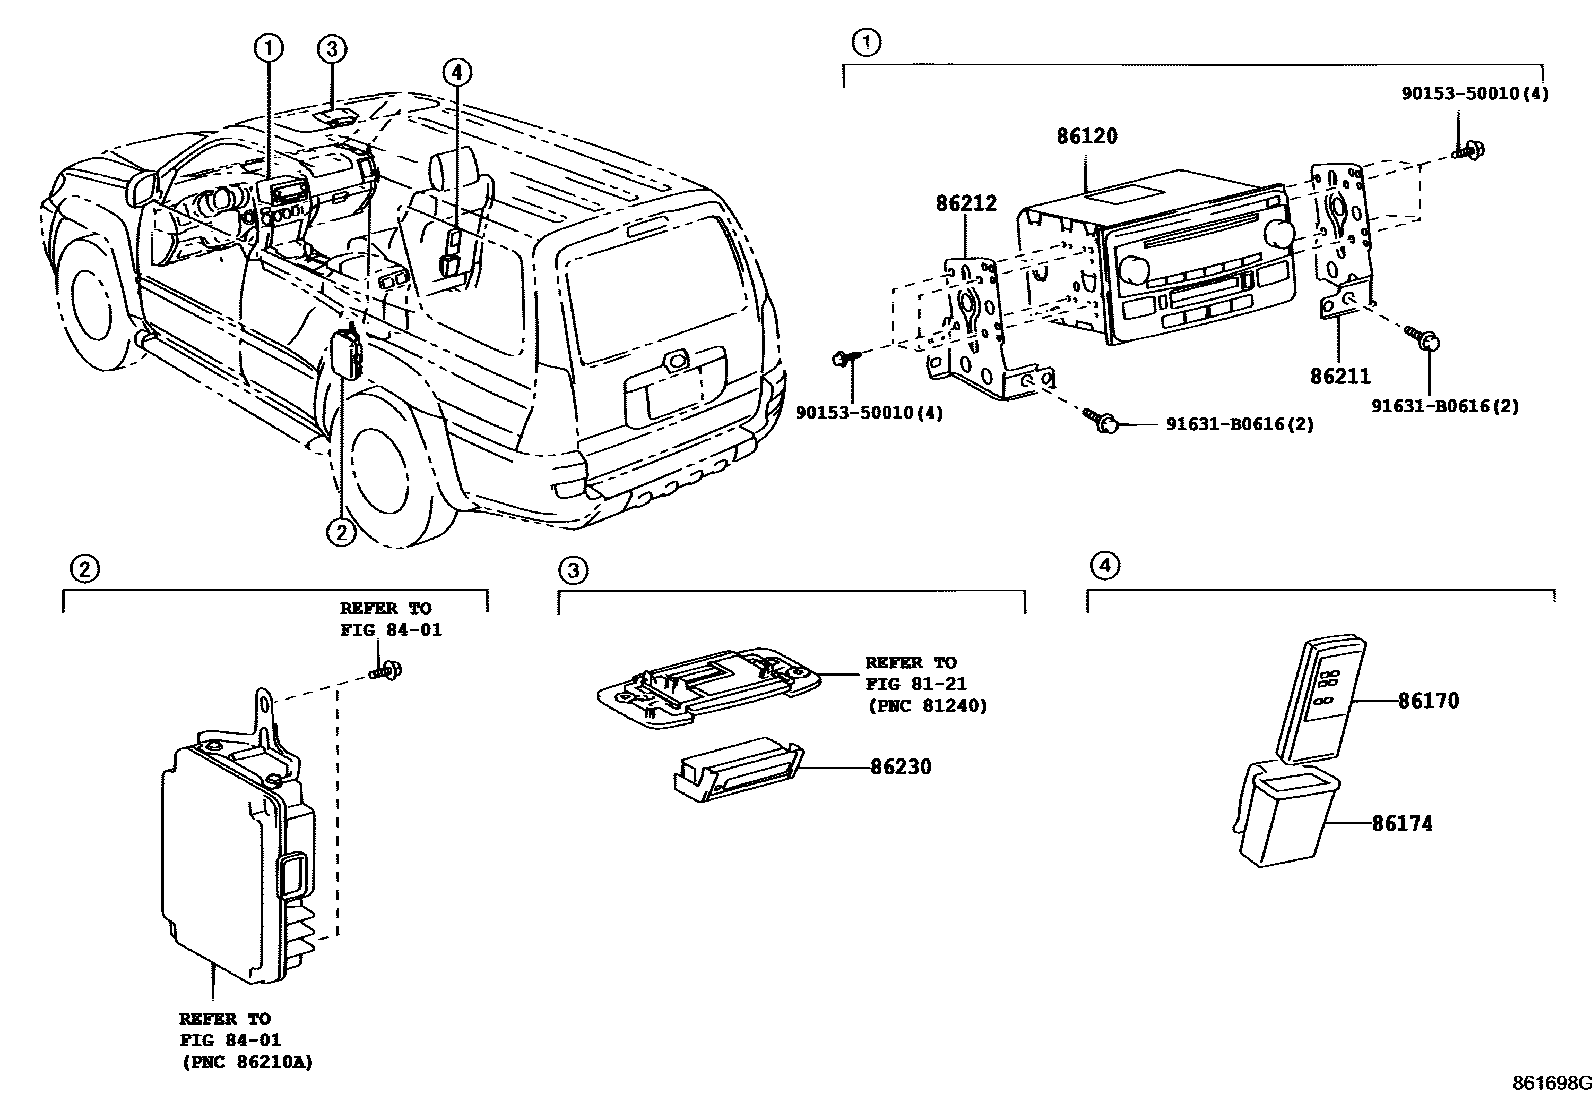 1
3
4
2
1
90153-50010(4)
86120
86212
86211
91631-B0616(2)
90153-50010(4)
91631-B0616(2)
2
REFER TO
FIG 84-01
REFER TO
FIG 84-01
(PNC 86210A)
3
REFER TO
FIG 81-21
(PNC 81240)
86230
4
86170
86174
861698G